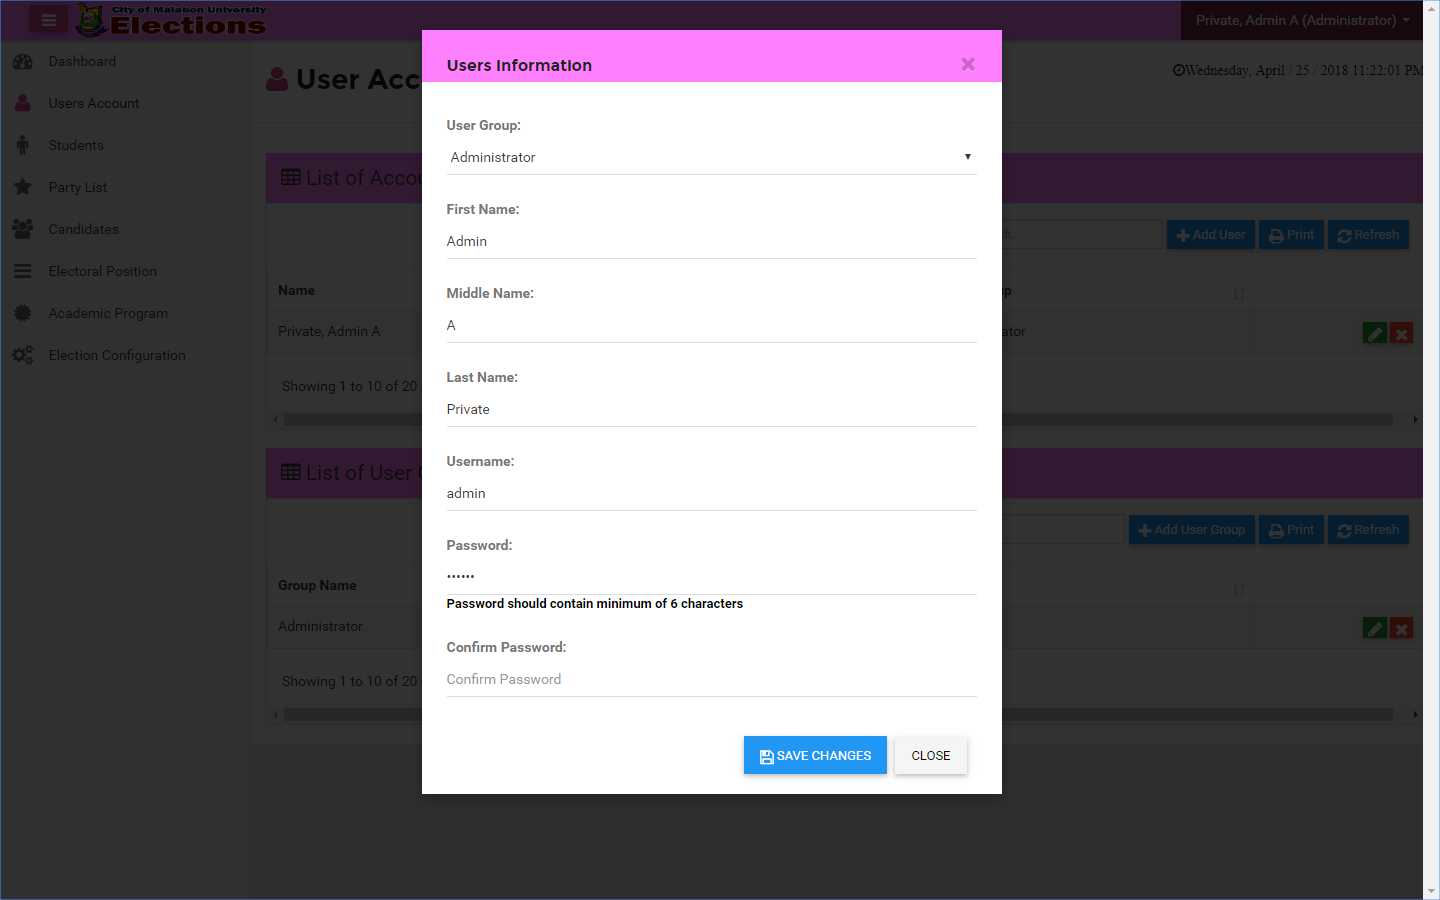 City of Malabon University
Elections
Private, Admin A (Administrator)
Dashboard
Users Account
Students
Party List
Candidates
Electoral Position
Academic Program
Election Configuration
User Acc
Wednesday, April / 25 / 2018 11:22:01 PM
List of Accou
Add User
Print
Refresh
Name
Private, Admin A
ator
Showing 1 to 10 of 20
List of User
Add User Group
Print
Refresh
Group Name
Administrator
Showing 1 to 10 of 20
Users Information
×
User Group:
Administrator
First Name:
Admin
Middle Name:
A
Last Name:
Private
Username:
admin
Password:
••••••
Password should contain minimum of 6 characters
Confirm Password:
Confirm Password
SAVE CHANGES
CLOSE